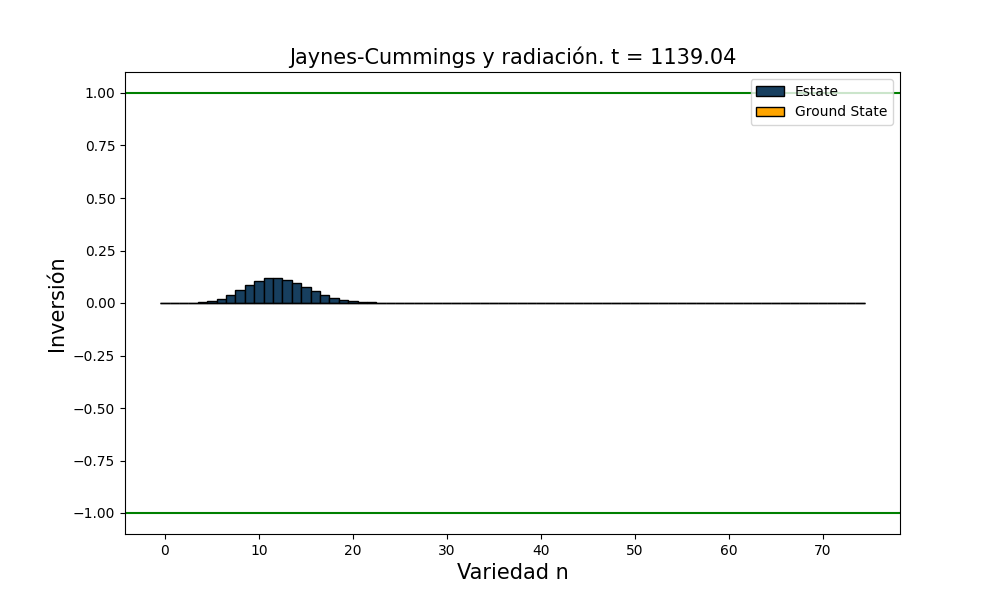 Jaynes-Cummings y radiación. t = 1139.04
Estate
Ground State
Inversión
1.00
0.75
0.50
0.25
0.00
−0.25
−0.50
−0.75
−1.00
0 10 20 30 40 50 60 70
Variedad n